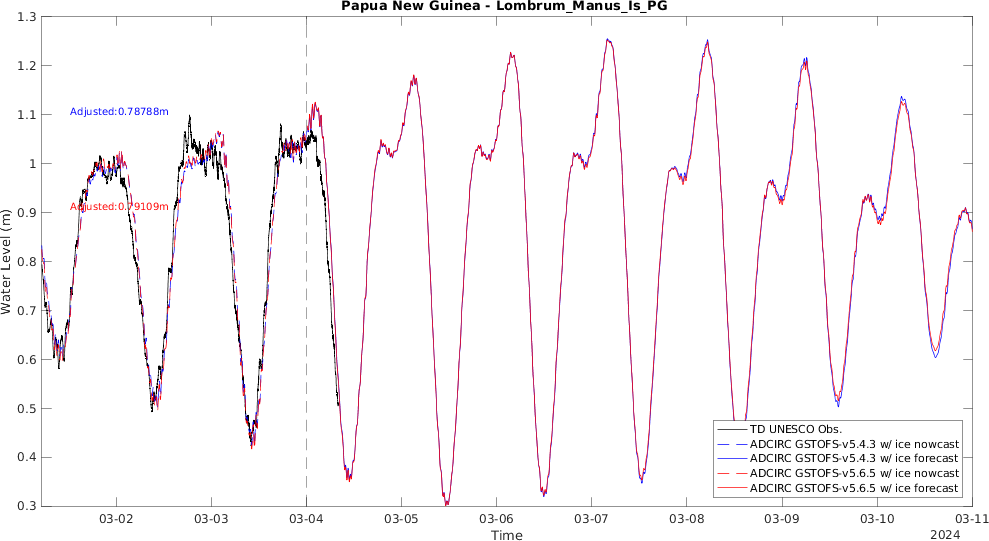 Papua New Guinea - Lombrum_Manus_Is_PG
1.3
1.2
1.1
1
0.9
0.8
0.7
0.6
0.5
0.4
0.3
Water Level (m)
Adjusted:0.78788m
Adjusted:0.79109m
TD UNESCO Obs.
ADCIRC GSTOFS-v5.4.3 w/ ice nowcast
ADCIRC GSTOFS-v5.4.3 w/ ice forecast
ADCIRC GSTOFS-v5.6.5 w/ ice nowcast
ADCIRC GSTOFS-v5.6.5 w/ ice forecast
03-02 03-03 03-04 03-05 03-06 03-07 03-08 03-09 03-10 03-11
Time
2024